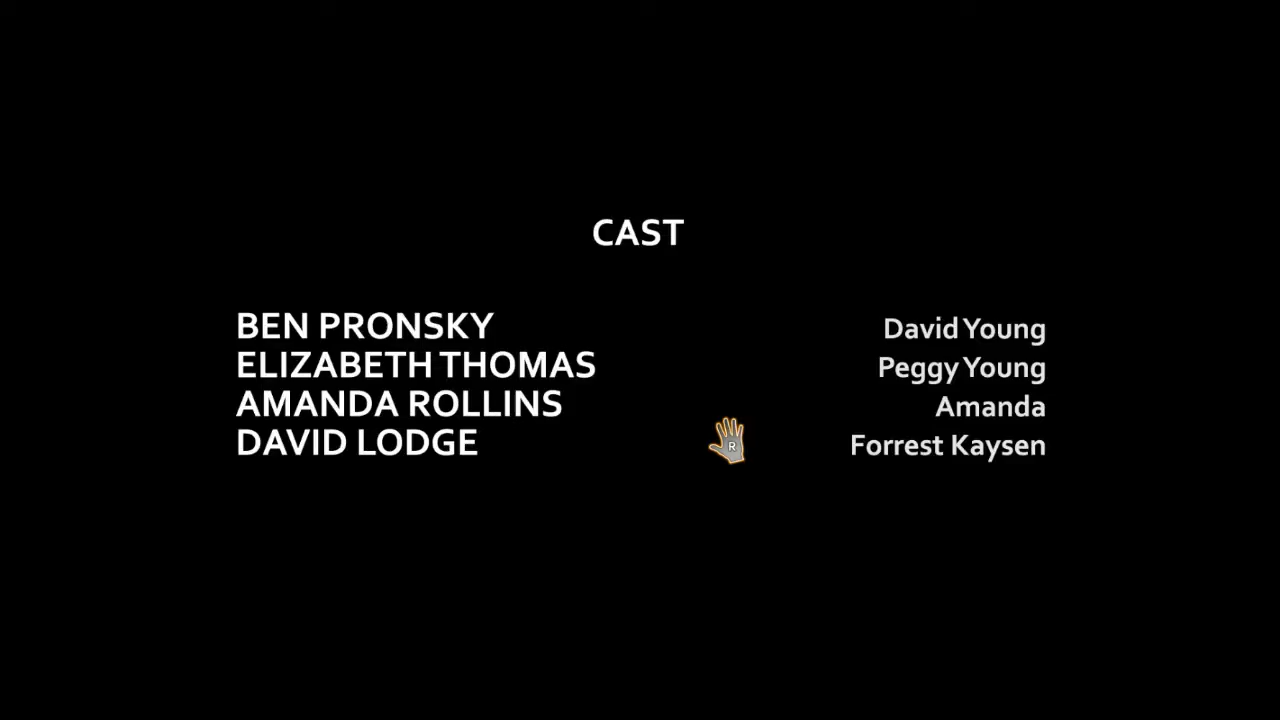 CAST
BEN PRONSKY David Young
ELIZABETH THOMAS Peggy Young
AMANDA ROLLINS Amanda
DAVID LODGE R Forrest Kaysen